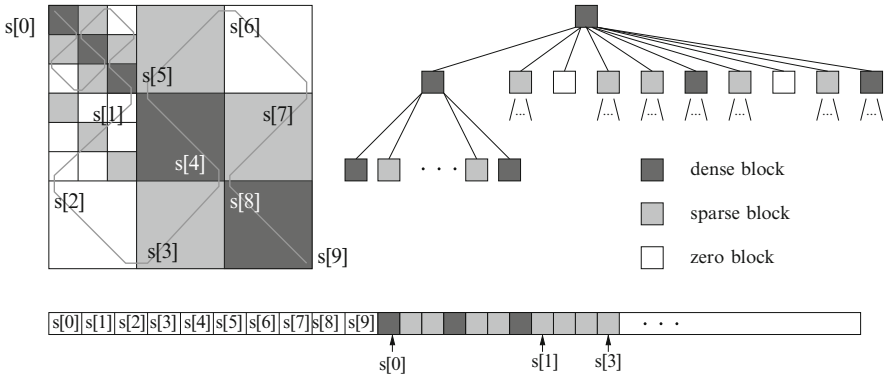 s[0]
s[6]
s[5]
s[1]
s[7]
s[4]
s[2]
s[8]
s[3]
s[9]
... ... ... ... ... ... ...
. . .
dense block
sparse block
zero block
s[0] s[1] s[2] s[3] s[4] s[5] s[6] s[7] s[8] s[9] . . .
s[0] s[1] s[3]